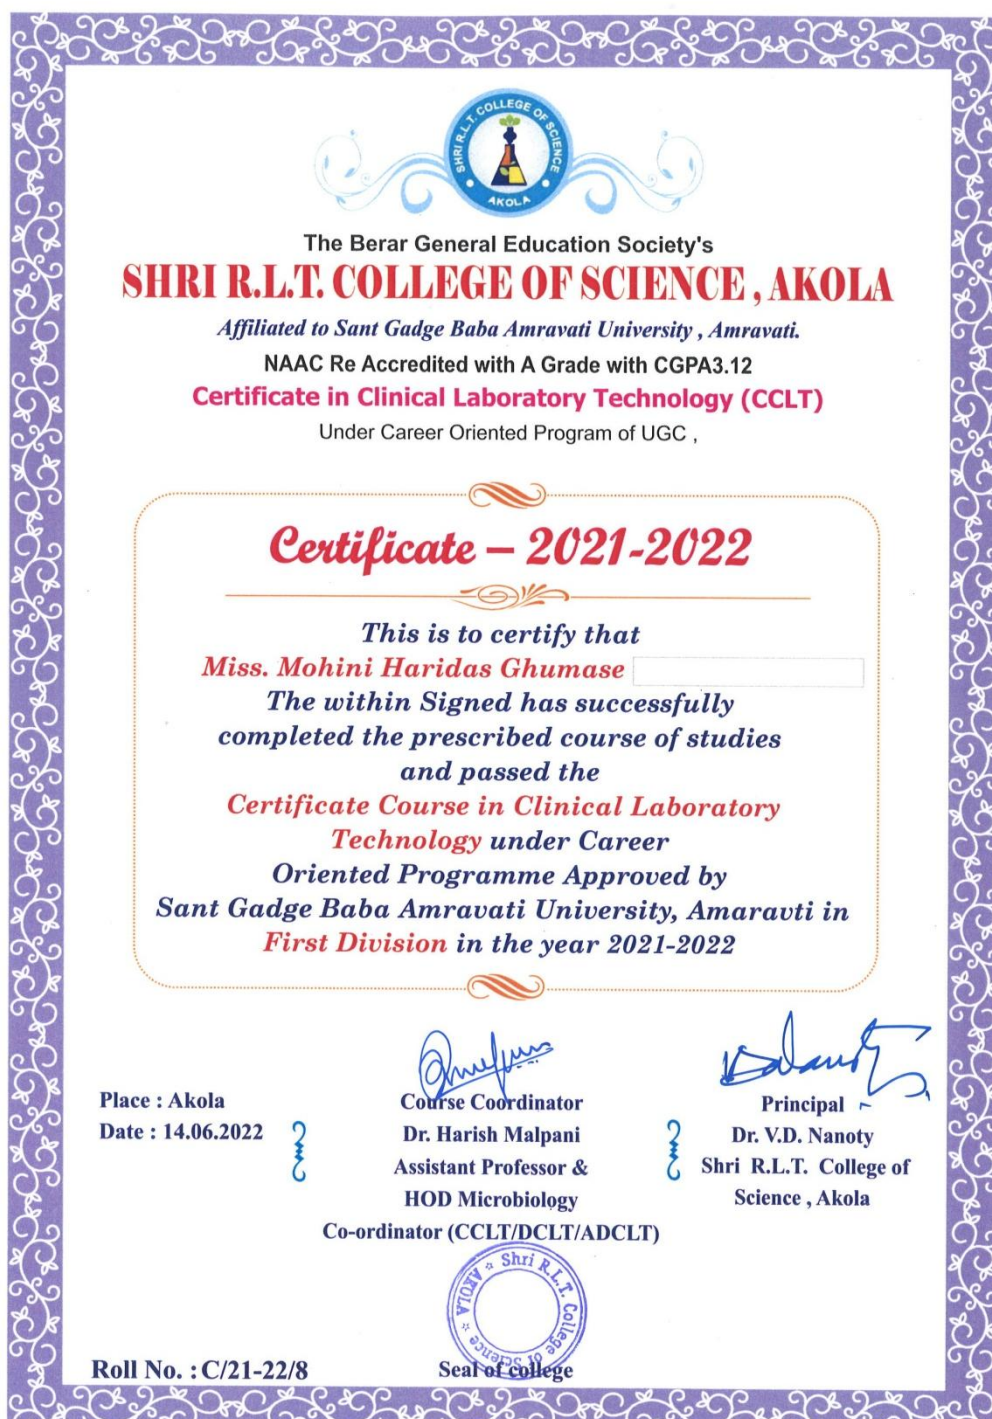 SHRI R.L.T. COLLEGE OF SCIENCE
AKOLA
The Berar General Education Society's
SHRI R.L.T. COLLEGE OF SCIENCE , AKOLA
Affiliated to Sant Gadge Baba Amravati University , Amravati.
NAAC Re Accredited with A Grade with CGPA3.12
Certificate in Clinical Laboratory Technology (CCLT)
Under Career Oriented Program of UGC ,
Certificate – 2021-2022
This is to certify that
Miss. Mohini Haridas Ghumase
The within Signed has successfully
completed the prescribed course of studies
and passed the
Certificate Course in Clinical Laboratory
Technology under Career
Oriented Programme Approved by
Sant Gadge Baba Amravati University, Amaravti in
First Division in the year 2021-2022
Place : Akola
Date : 14.06.2022
Course Coordinator
Dr. Harish Malpani
Assistant Professor &
HOD Microbiology
Co-ordinator (CCLT/DCLT/ADCLT)
Principal
Dr. V.D. Nanoty
Shri R.L.T. College of
Science , Akola
Shri R.L.T. College of Science
AKOLA
Roll No. : C/21-22/8
Seal of college